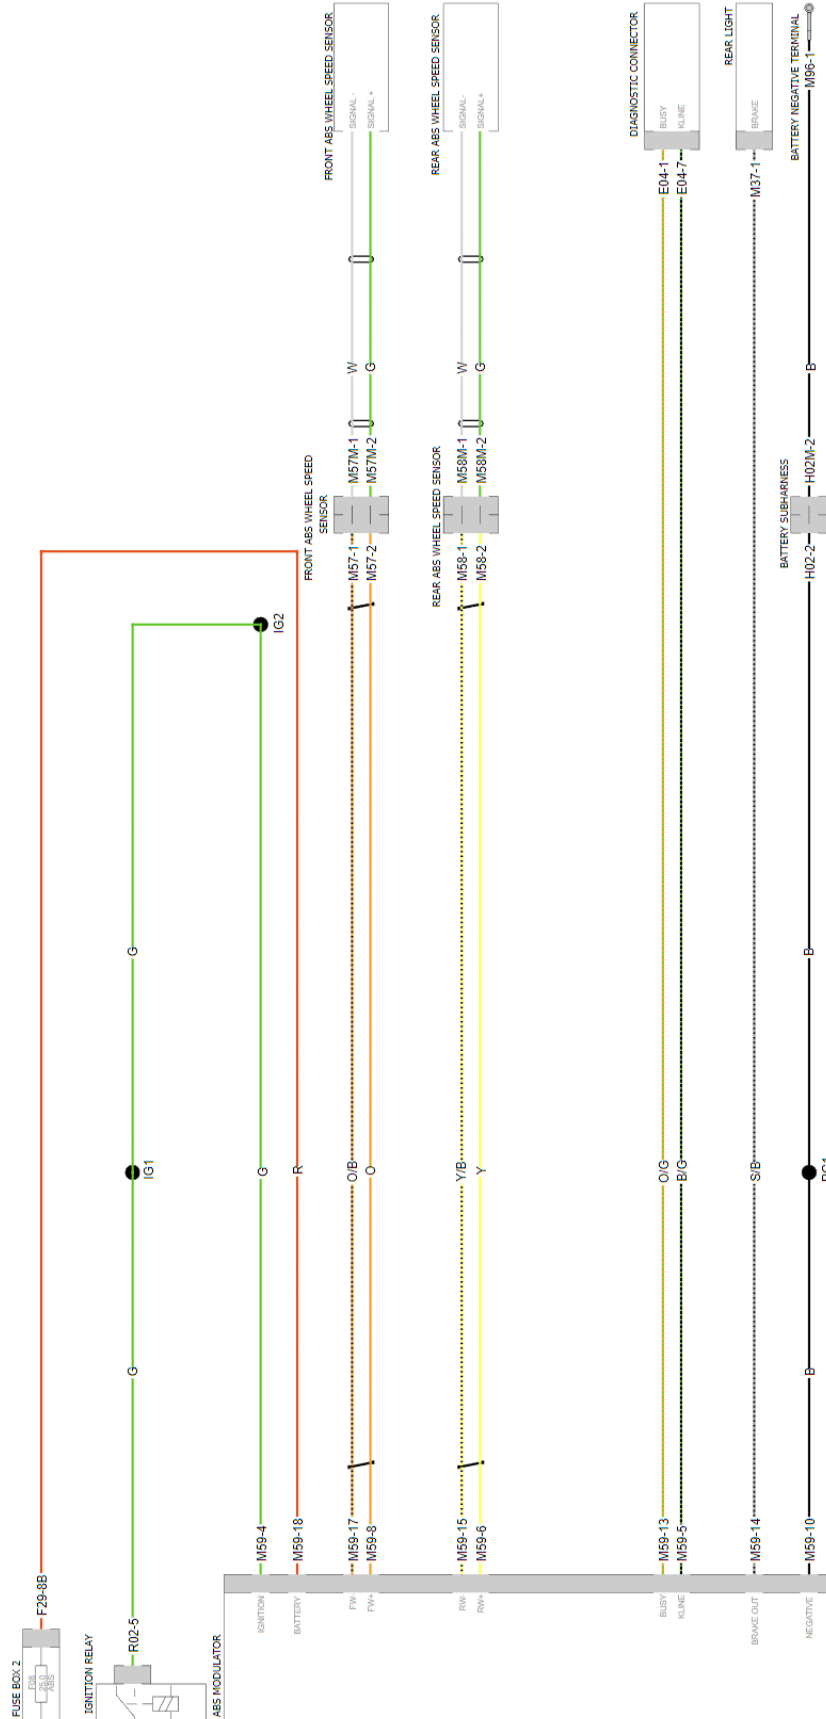 FRONT ABS WHEEL SPEED SENSOR
SIGNAL -
SIGNAL +
REAR ABS WHEEL SPEED SENSOR
SIGNAL-
SIGNAL+
DIAGNOSTIC CONNECTOR
BUSY
KLINE
REAR LIGHT
BRAKE
BATTERY NEGATIVE TERMINAL
M96-1
E04-1
E04-7
M37-1
W
G
W
G
B
M57M-1
M57M-2
M58M-1
M58M-2
H02M-2
FRONT ABS WHEEL SPEED
SENSOR
REAR ABS WHEEL SPEED SENSOR
BATTERY SUBHARNESS
M57-1
M57-2
M58-1
M58-2
H02-2
IG2
G
B
IG1
G
R
O/B
O
Y/B
Y
O/G
B/G
S/B
G
B
M59-4
M59-18
M59-17
M59-8
M59-15
M59-6
M59-13
M59-5
M59-14
M59-10
F29-8B
R02-5
IGNITION
BATTERY
FW-
FW+
RW-
RW+
BUSY
KLINE
BRAKE OUT
NEGATIVE
FUSE BOX 2
F08
25.0
ABS
IGNITION RELAY
ABS MODULATOR